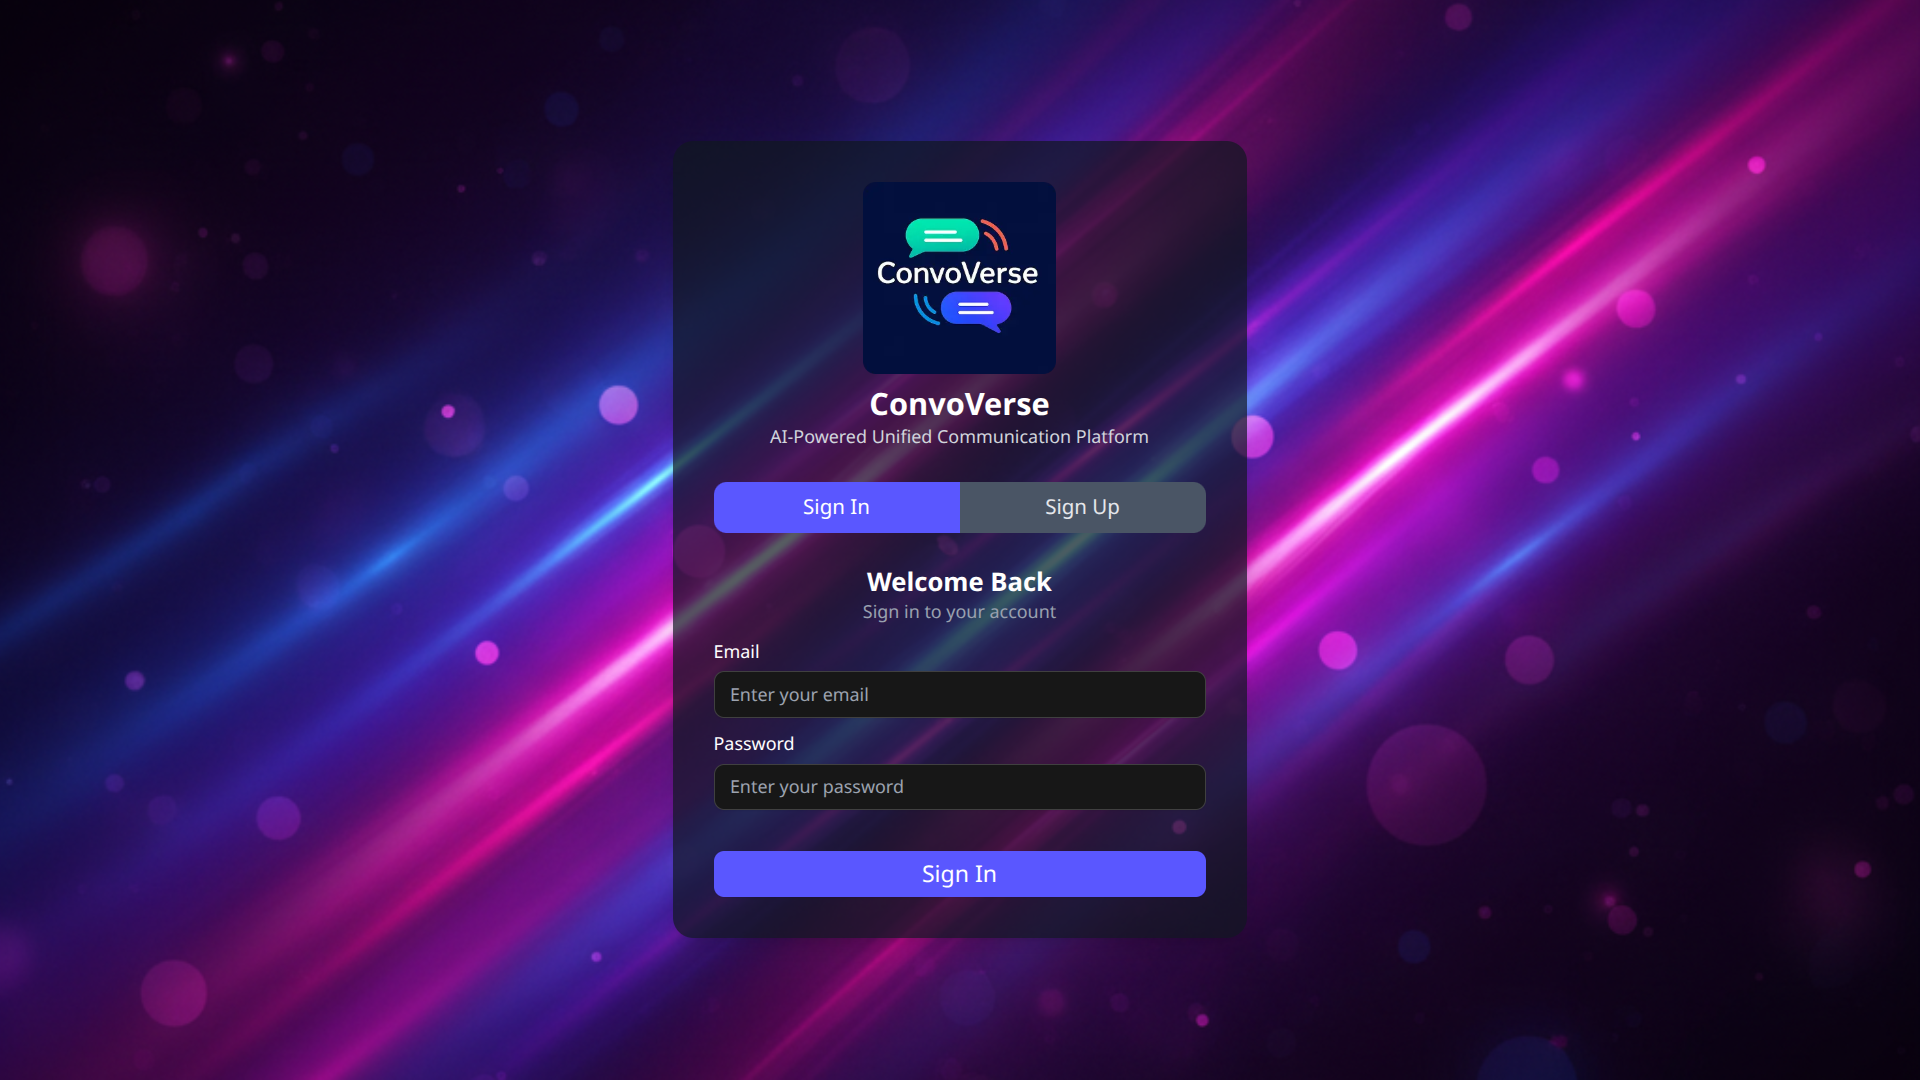 ConvoVerse
ConvoVerse
AI-Powered Unified Communication Platform
Sign In
Sign Up
Welcome Back
Sign in to your account
Email
Enter your email
Password
Enter your password
Sign In